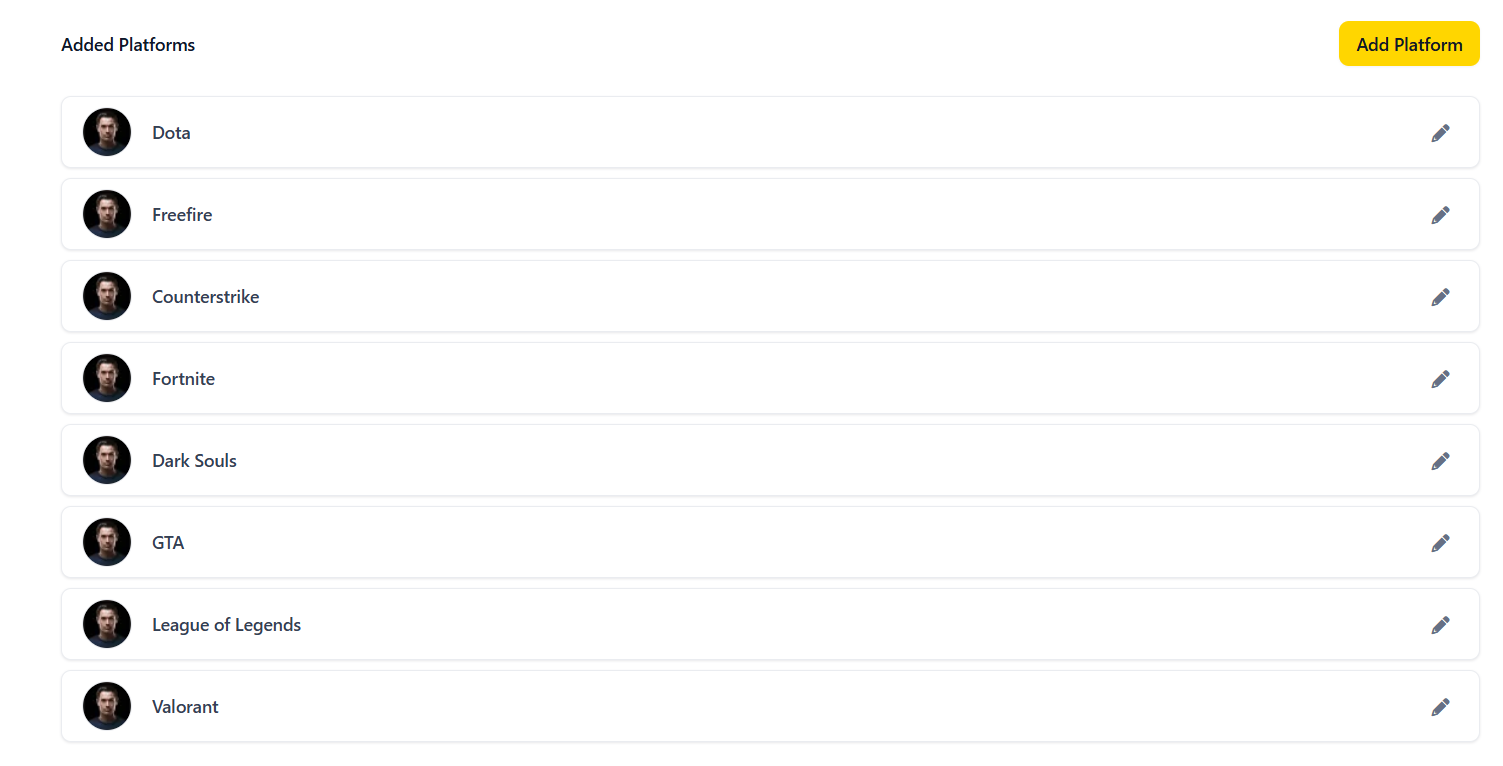 Added Platforms
Add Platform
Dota
Freefire
Counterstrike
Fortnite
Dark Souls
GTA
League of Legends
Valorant